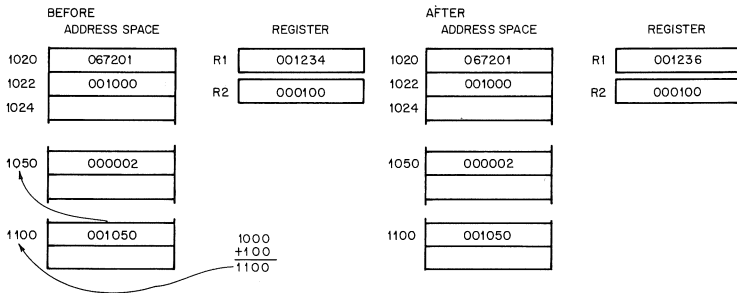 BEFORE
AFTER
ADDRESS SPACE REGISTER ADDRESS SPACE REGISTER
1020 067201 R1 001234 1020 067201 R1 001236
1022 001000 R2 000100 1022 001000 R2 000100
1024 1024
1050 000002 1050 000002
1100 001050 1100 001050
1000
+100
1100